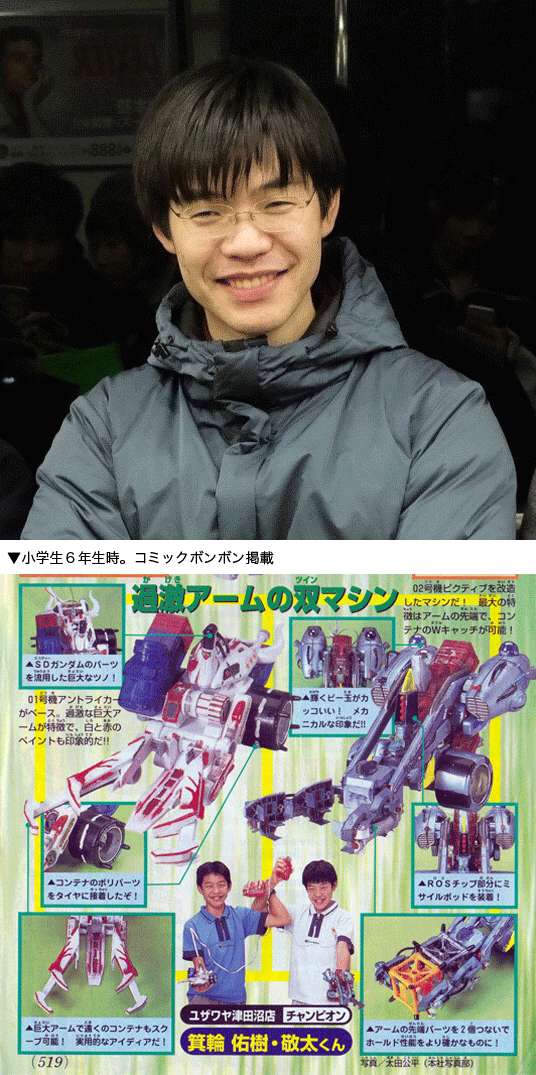 ▼小学生６年生時。コミックボンボン掲載
過激アームの双マシン
かげき
ツイン
▲ＳＤガンダムのパーツ
を流用した巨大なツノ！
01号機アントライカー
がベース。過激な巨大ア
ームが特徴で、白と赤の
ペイントも印象的だ!!
▲輝くビー玉がカ
ッコいい！　メカ
ニカルな印象だ!!
02号機ビクティブを改造
したマシンだ！　最大の特
徴はアームの先端で、コン
テナのWキャッチが可能！
▲コンテナのポリパーツ
をタイヤに接着したぞ！
▲ＲＯＳチップ部分にミ
サイルポッドを装着！
▲巨大アームで遠くのコンテナもスク
ープ可能！　実用的なアイディアだ！
ユザワヤ津田沼店　チャンピオン
箕輪 佑樹・敬太くん
▲アームの先端パーツを２個つないで
ホールド性能をより確かなものに！
（519）
写真／太田公平（本社写真部）